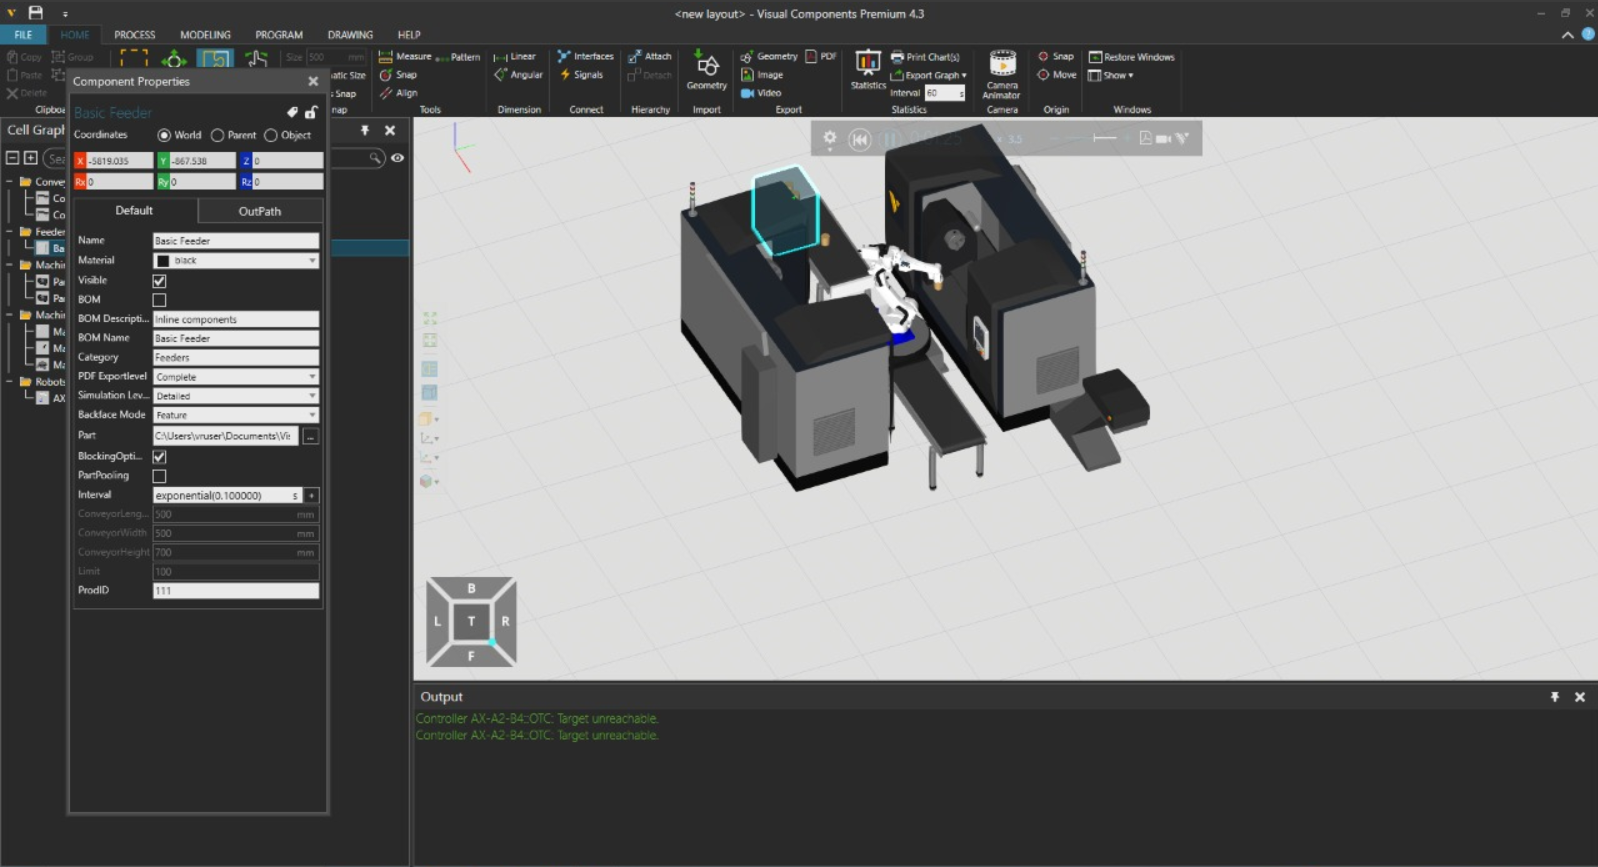 <new layout> - Visual Components Premium 4.3
FILE HOME PROCESS MODELING PROGRAM DRAWING HELP
Copy Group Size 500 mm Measure Pattern Linear Interfaces Attach Geometry PDF Print Chart(s) Snap Restore Windows
Paste atic Size Snap Angular Signals Detach Geometry Image Statistics Export Graph Camera Animator Move Show
Delete s Snap Align Video Interval 60 s
Clipboa nap Tools Dimension Connect Hierarchy Import Export Statistics Camera Origin Windows
Component Properties
Basic Feeder
Cell Graph
Coordinates World Parent Object
X -5819.035 Y -867.538 Z 0
Rx 0 Ry 0 Rz 0
Sea
Default OutPath
Convey
Co
Co
Feeder
Ba
Machin
Pa
Pa
Machin
Ma
Ma
Ma
Robots
AX
Name Basic Feeder
Material black
Visible
BOM
BOM Descripti... Inline components
BOM Name Basic Feeder
Category Feeders
PDF Exportlevel Complete
Simulation Lev... Detailed
Backface Mode Feature
Part C:\Users\vruser\Documents\Vis ...
BlockingOpti...
PartPooling
Interval exponential(0.100000) s
ConveyorLeng... 500 mm
ConveyorWidth 500 mm
ConveyorHeight 700 mm
Limit 100
ProdID 111
x 3.5
B
L T R
F
Output
Controller AX-A2-B4::OTC: Target unreachable.
Controller AX-A2-B4::OTC: Target unreachable.